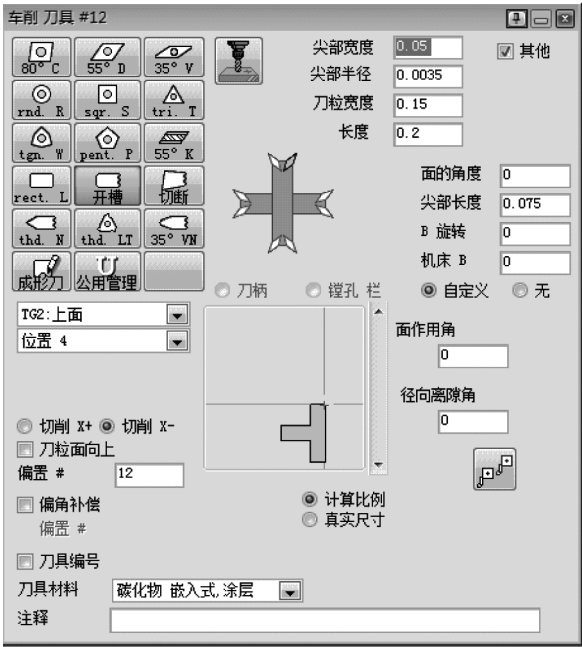 车削 刀具 #12
80° C 55° D 35° V
rnd. R sqr. S tri. T
tgn. W pent. P 55° K
rect. L 开槽 切断
thd. N thd. LT 35° VN
成形刀 公用管理
尖部宽度 0.05
其他
尖部半径 0.0035
刀粒宽度 0.15
长度 0.2
面的角度 0
尖部长度 0.075
B 旋转 0
机床 B 0
刀柄 镗孔 栏 自定义 无
TG2:上面
位置 4
面作用角
0
径向离隙角
0
切削 X+ 切削 X-
刀粒面向上
偏置 # 12
偏角补偿
偏置 #
计算比例
真实尺寸
刀具编号
刀具材料 碳化物 嵌入式,涂层
注释